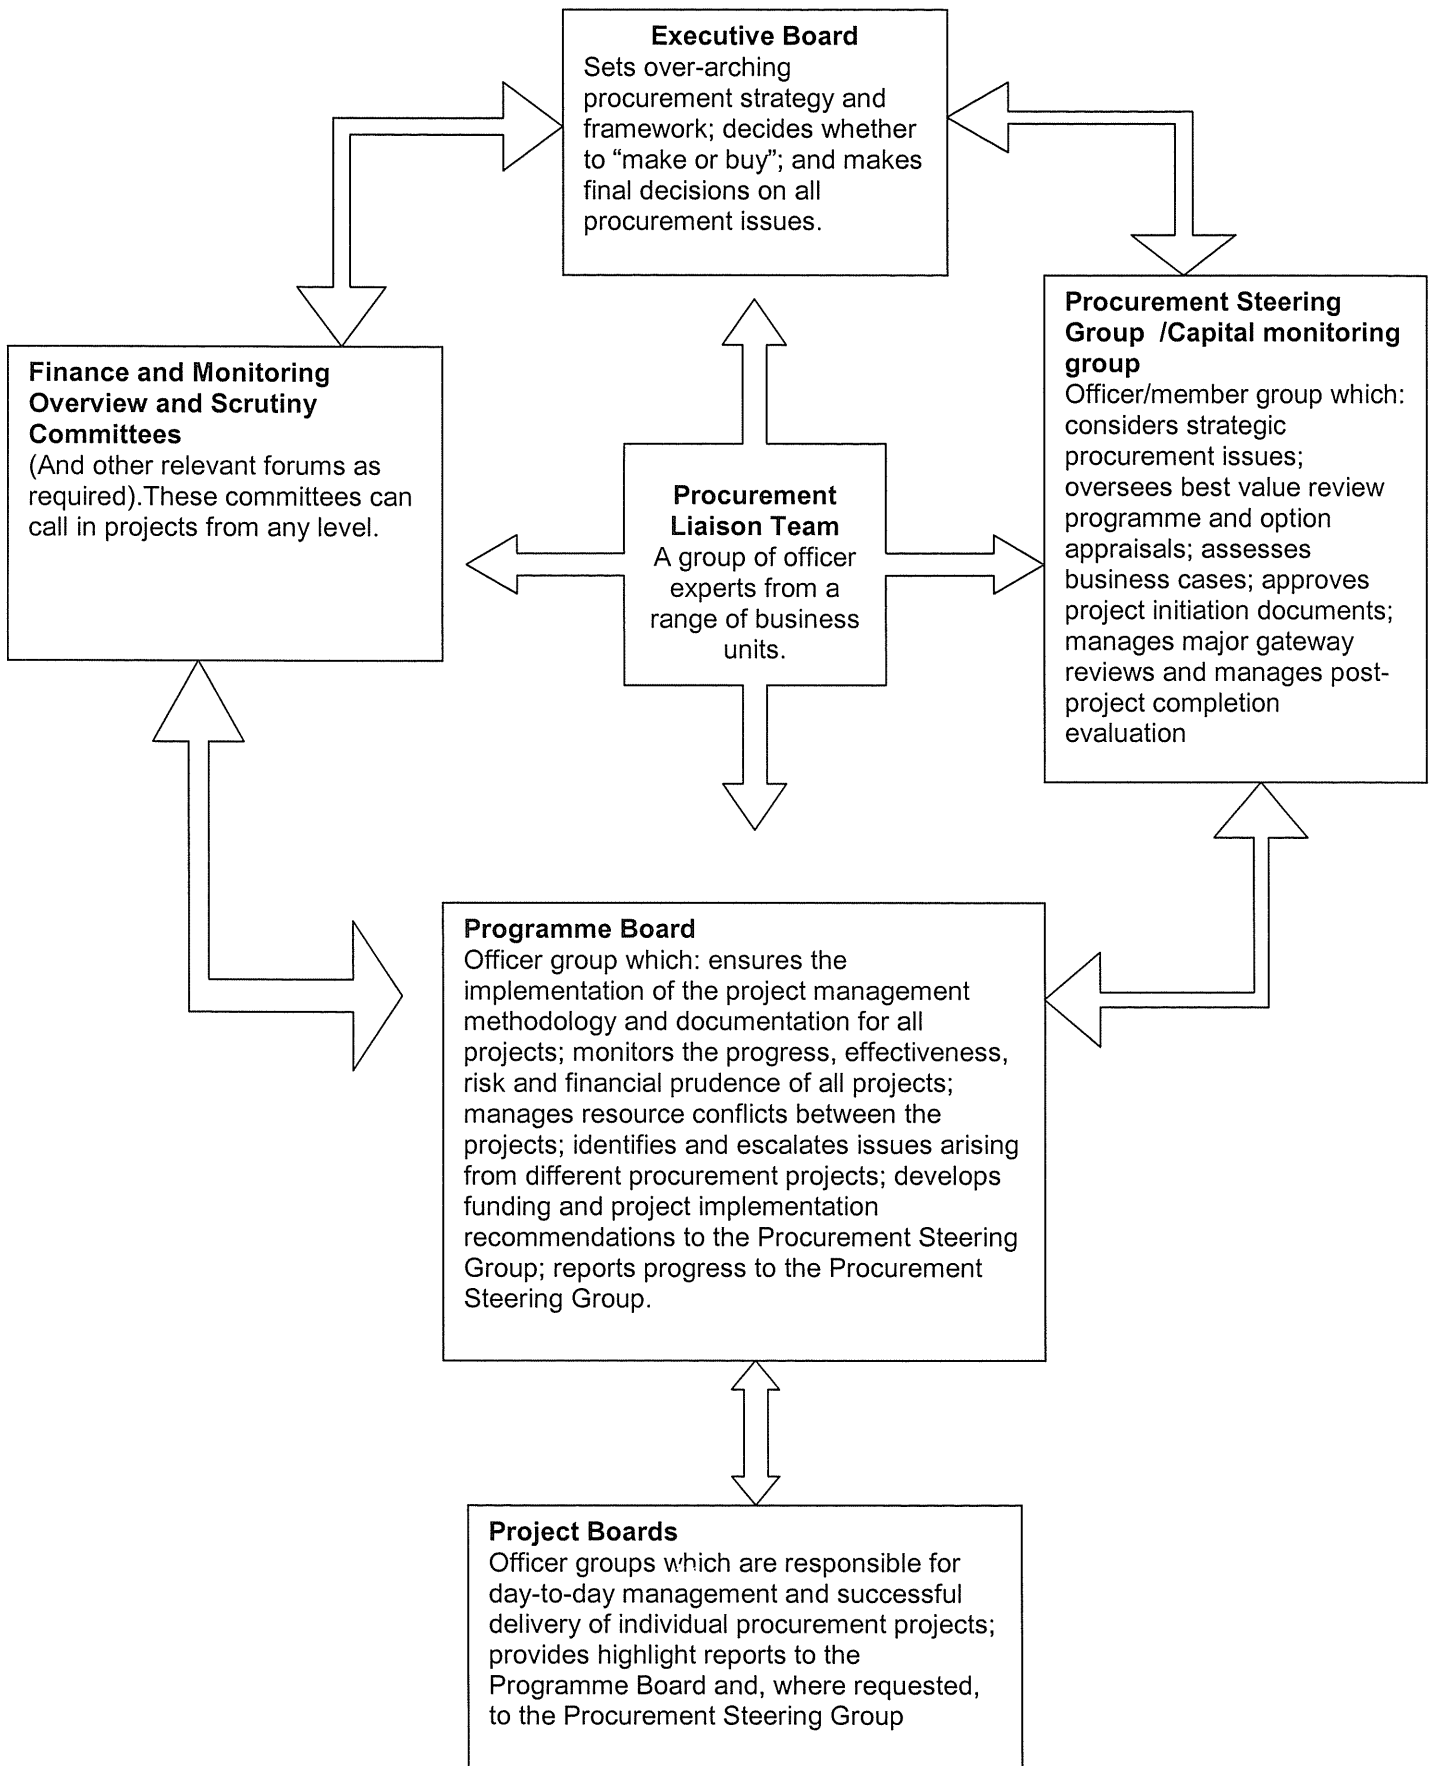 Executive Board
Sets over-arching
procurement strategy and
framework; decides whether
to “make or buy”; and makes
final decisions on all
procurement issues.
Finance and Monitoring
Overview and Scrutiny
Committees
(And other relevant forums as
required).These committees can
call in projects from any level.
Procurement
Liaison Team
A group of officer
experts from a
range of business
units.
Procurement Steering
Group /Capital monitoring
group
Officer/member group which:
considers strategic
procurement issues;
oversees best value review
programme and option
appraisals; assesses
business cases; approves
project initiation documents;
manages major gateway
reviews and manages post-
project completion
evaluation
Programme Board
Officer group which: ensures the
implementation of the project management
methodology and documentation for all
projects; monitors the progress, effectiveness,
risk and financial prudence of all projects;
manages resource conflicts between the
projects; identifies and escalates issues arising
from different procurement projects; develops
funding and project implementation
recommendations to the Procurement Steering
Group; reports progress to the Procurement
Steering Group.
Project Boards
Officer groups which are responsible for
day-to-day management and successful
delivery of individual procurement projects;
provides highlight reports to the
Programme Board and, where requested,
to the Procurement Steering Group